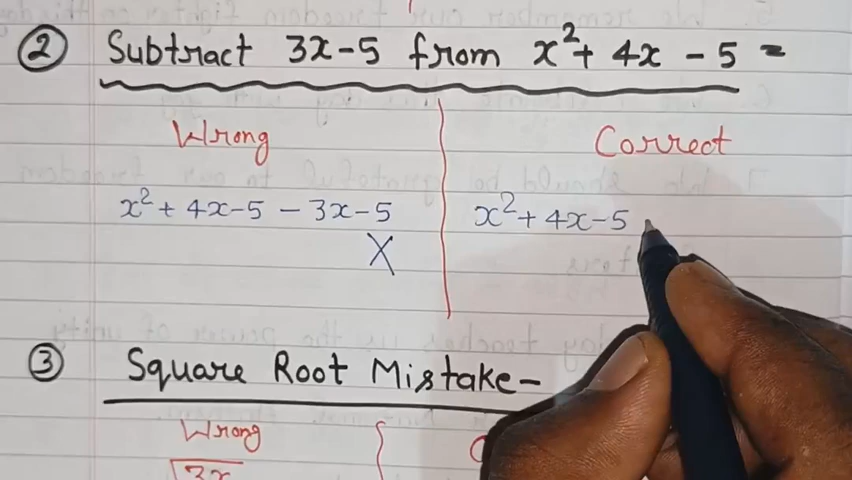 ② Subtract 3x-5 from x²+ 4x - 5 =
Wrong
Correct
x² + 4x-5 - 3x-5
x²+ 4x-5
X
③ Square Root Mistake-
Wrong
√3x